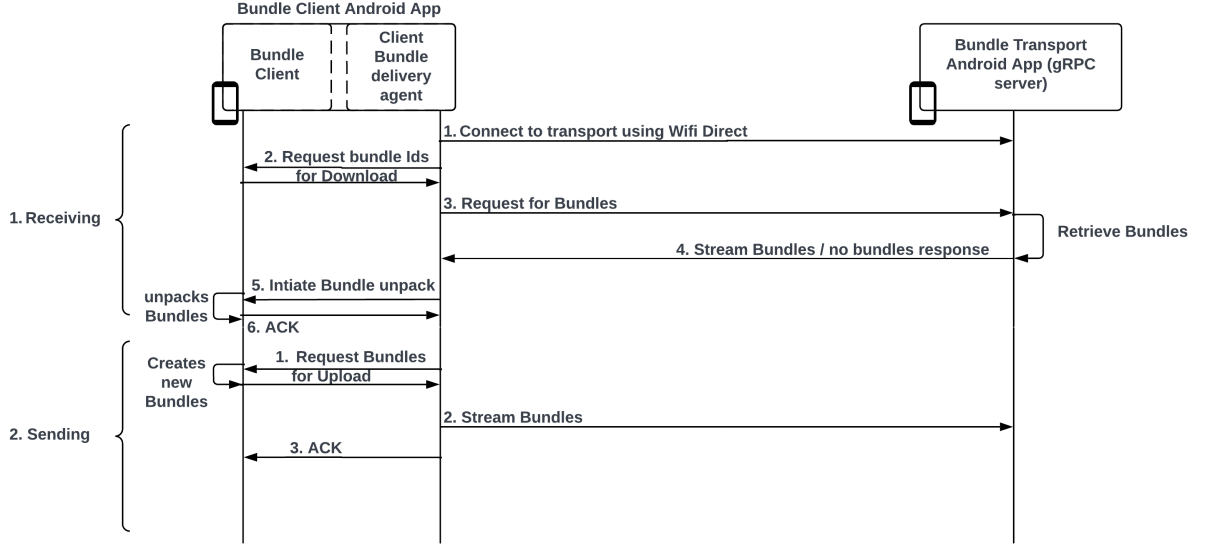 Bundle Client Android App
Bundle
Client
Client
Bundle
delivery
agent
Bundle Transport
Android App (gRPC
server)
1. Connect to transport using Wifi Direct
2. Request bundle Ids
for Download
1. Receiving
3. Request for Bundles
Retrieve Bundles
4. Stream Bundles / no bundles response
5. Intiate Bundle unpack
unpacks
Bundles
6. ACK
1. Request Bundles
for Upload
Creates
new
Bundles
2. Stream Bundles
2. Sending
3. ACK